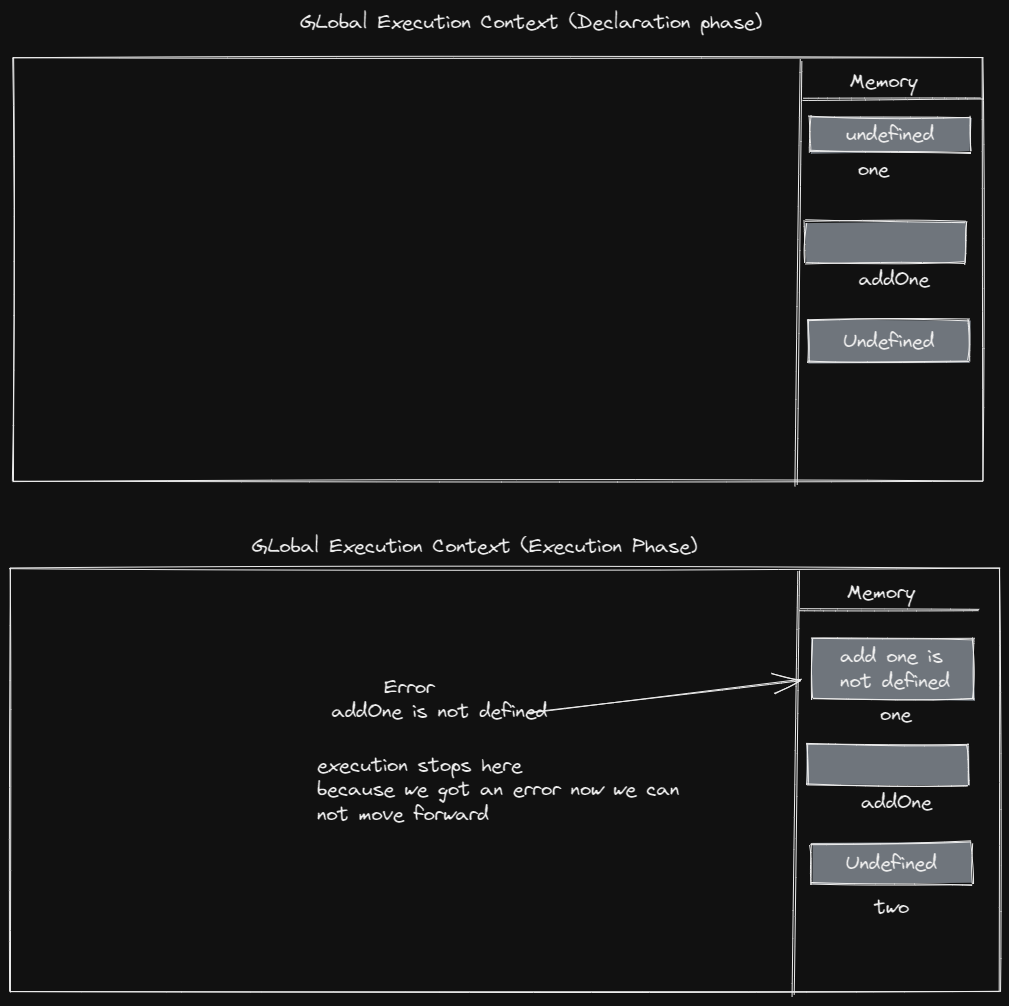 GLobal Execution Context (Declaration phase)
Memory
undefined
one
addOne
Undefined
GLobal Execution Context (Execution Phase)
Memory
add one is
not defined
one
Error
addOne is not defined
execution stops here
because we got an error now we can
not move forward
addOne
Undefined
two